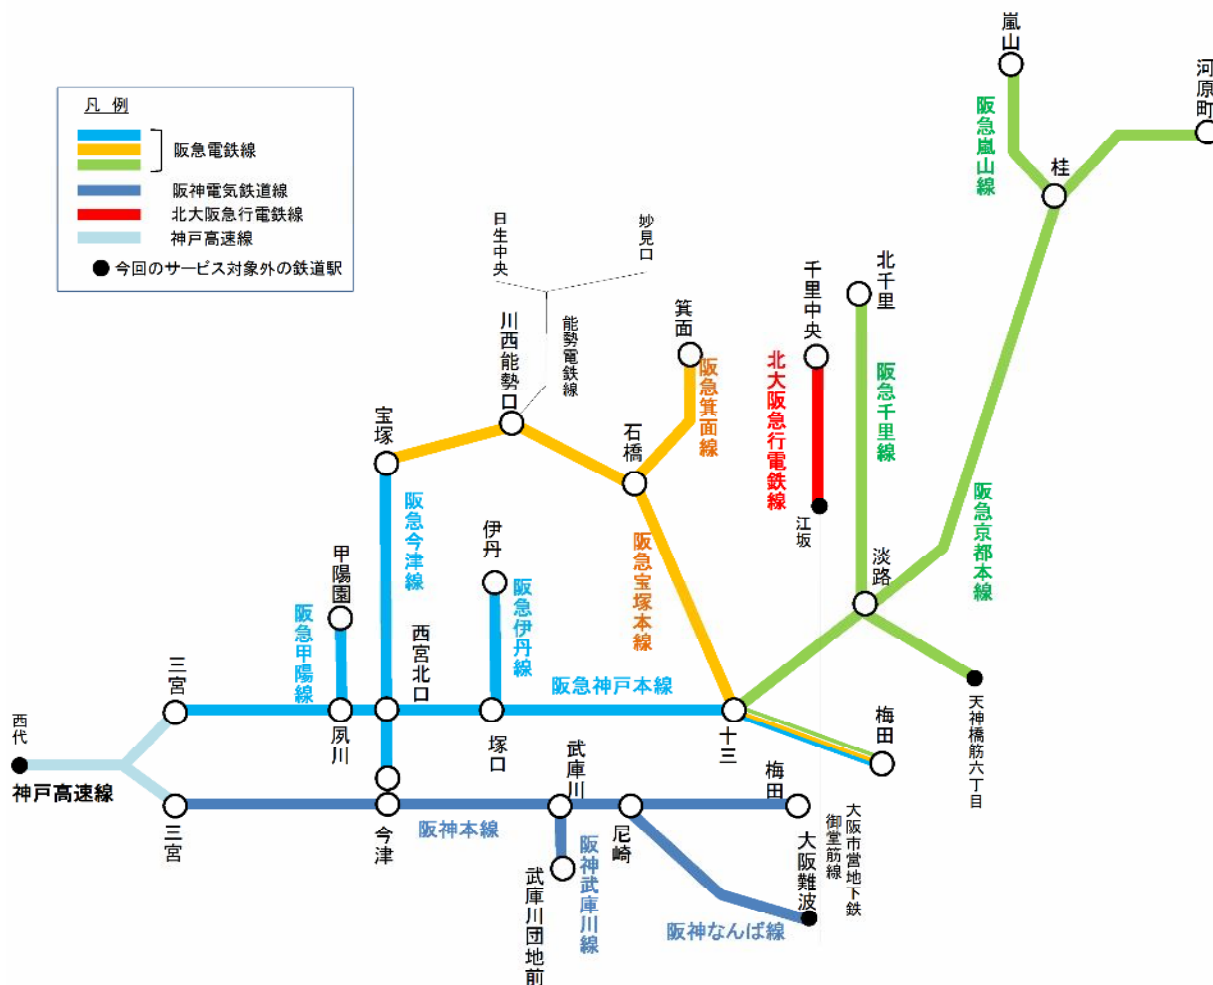 凡 例
阪急電鉄線
阪神電気鉄道線
北大阪急行電鉄線
神戸高速線
今回のサービス対象外の鉄道駅
嵐山
河原町
阪急嵐山線
桂
日生中央
妙見口
千里中央
北千里
箕面
川西能勢口
能勢電鉄線
阪急箕面線
北大阪急行電鉄線
阪急千里線
宝塚
石橋
阪急京都本線
阪急今津線
伊丹
江坂
阪急宝塚本線
淡路
甲陽園
阪急伊丹線
阪急甲陽線
西宮北口
三宮
阪急神戸本線
西代
夙川
塚口
十三
梅田
天神橋筋六丁目
神戸高速線
武庫川
梅田
三宮
今津
阪神本線
尼崎
大阪難波
御堂筋線
大阪市営地下鉄
阪神武庫川線
武庫川団地前
阪神なんば線